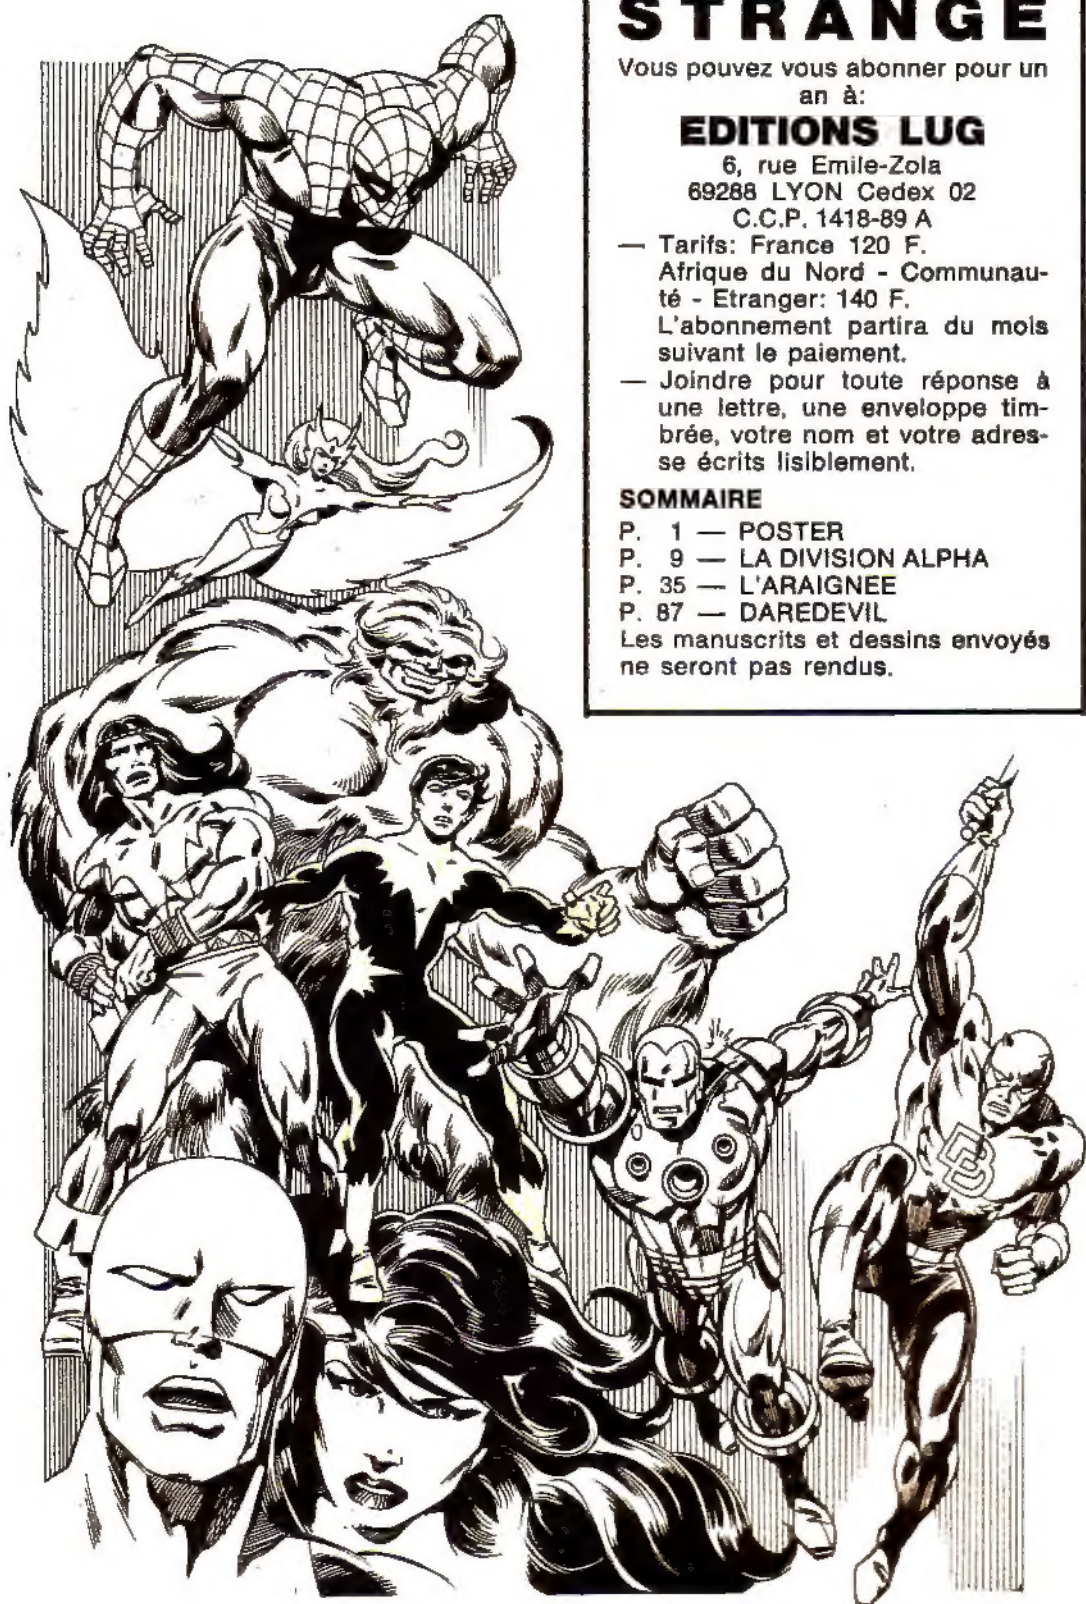 STRANGE
Vous pouvez vous abonner pour un
an à:
EDITIONS LUG
6, rue Emile-Zola
69288 LYON Cedex 02
C.C.P. 1418-89 A
— Tarifs: France 120 F.
Afrique du Nord - Communau-
té - Etranger: 140 F.
L'abonnement partira du mois
suivant le paiement.
— Joindre pour toute réponse à
une lettre, une enveloppe tim-
brée, votre nom et votre adres-
se écrits lisiblement.
SOMMAIRE
P. 1 — POSTER
P. 9 — LA DIVISION ALPHA
P. 35 — L'ARAIGNEE
P. 87 — DAREDEVIL
Les manuscrits et dessins envoyés
ne seront pas rendus.
DD